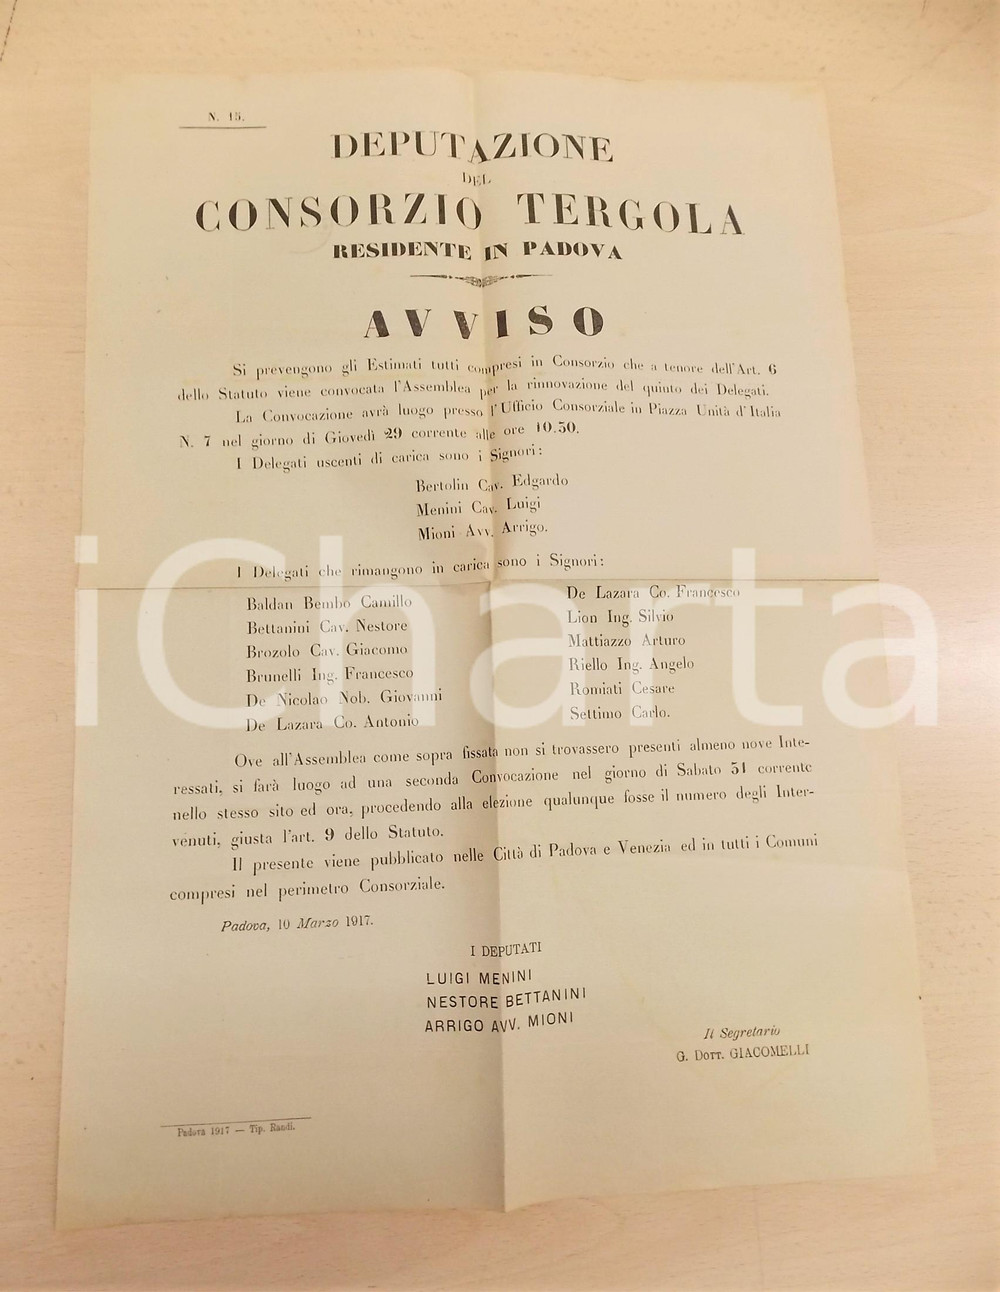 N. 15.
DEPUTAZIONE
DEL
CONSORZIO TERGOLA
RESIDENTE IN PADOVA
AVVISO
Si prevengono gli Estimati tutti compresi in Consorzio che a tenore dell'Art. 6
dello Statuto viene convocata l'Assemblea per la rinnovazione del quinto dei Delegati.
La Convocazione avrà luogo presso l'Ufficio Consorziale in Piazza Unità d'Italia
N. 7 nel giorno di Giovedì 29 corrente alle ore 10.30.
I Delegati uscenti di carica sono i Signori:
Bertolin Cav. Edgardo
Menini Cav. Luigi
Mioni Avv. Arrigo.
I Delegati che rimangono in carica sono i Signori:
Baldan Bembo Camillo
Bettanini Cav. Nestore
Brozolo Cav. Giacomo
Brunelli Ing. Francesco
De Nicolao Nob. Giovanni
De Lazara Co. Antonio
De Lazara Co. Francesco
Lion Ing. Silvio
Mattiazzo Arturo
Riello Ing. Angelo
Romiati Cesare
Settimo Carlo.
Ove all'Assemblea come sopra fissata non si trovassero presenti almeno nove Inte-
ressati, si farà luogo ad una seconda Convocazione nel giorno di Sabato 31 corrente
nello stesso sito ed ora, procedendo alla elezione qualunque fosse il numero degli Inter-
venuti, giusta l'art. 9 dello Statuto.
Il presente viene pubblicato nelle Città di Padova e Venezia ed in tutti i Comuni
compresi nel perimetro Consorziale.
Padova, 10 Marzo 1917.
I DEPUTATI
LUIGI MENINI
NESTORE BETTANINI
ARRIGO AVV. MIONI
Il Segretario
G. Dott. GIACOMELLI
Padova 1917 — Tip. Randi.
iCharta